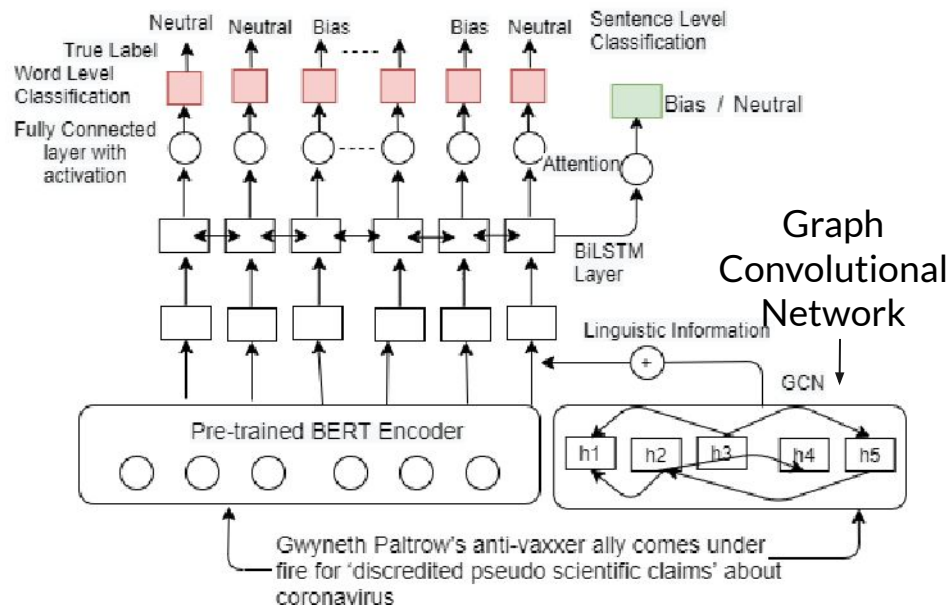 Neutral
Neutral
Bias
Bias
Neutral
Sentence Level
Classification
True Label
Word Level
Classification
Bias / Neutral
Fully Connected
layer with
activation
Attention
BiLSTM
Layer
Graph
Convolutional
Network
Linguistic Information
+
GCN
Pre-trained BERT Encoder
h1
h2
h3
h4
h5
Gwyneth Paltrow's anti-vaxxer ally comes under
fire for 'discredited pseudo scientific claims' about
coronavirus